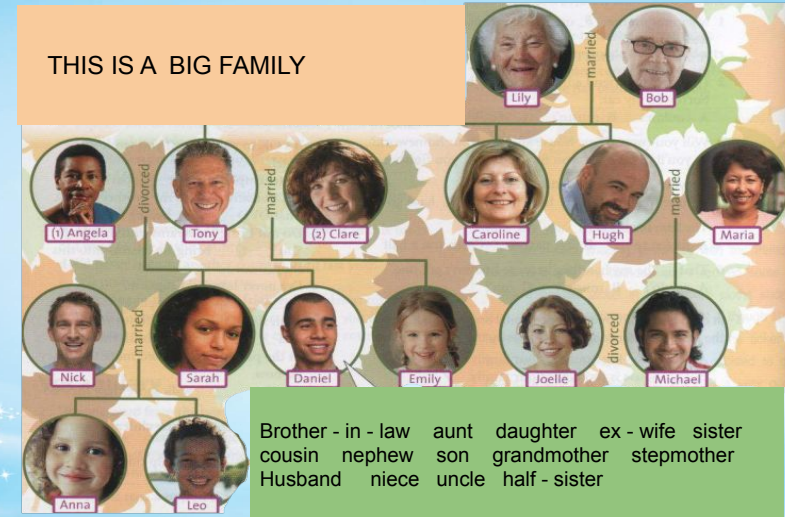 THIS IS A BIG FAMILY
married
Lily
Bob
divorced
married
married
(1) Angela
Tony
(2) Clare
Caroline
Hugh
Maria
married
divorced
Nick
Sarah
Daniel
Emily
Joelle
Michael
Anna
Leo
Brother - in - law aunt daughter ex - wife sister
cousin nephew son grandmother stepmother
Husband niece uncle half - sister